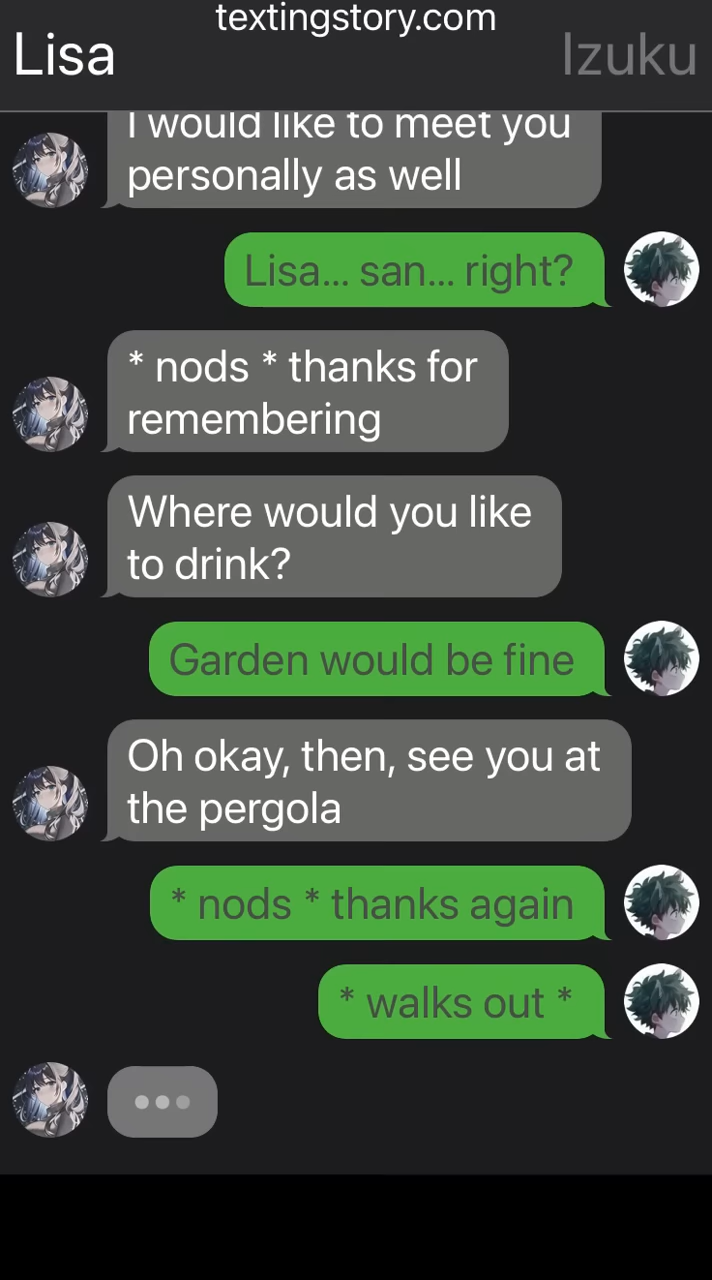 textingstory.com
Lisa
Izuku
I would like to meet you
personally as well
Lisa... san... right?
* nods * thanks for
remembering
Where would you like
to drink?
Garden would be fine
Oh okay, then, see you at
the pergola
* nods * thanks again
* walks out *